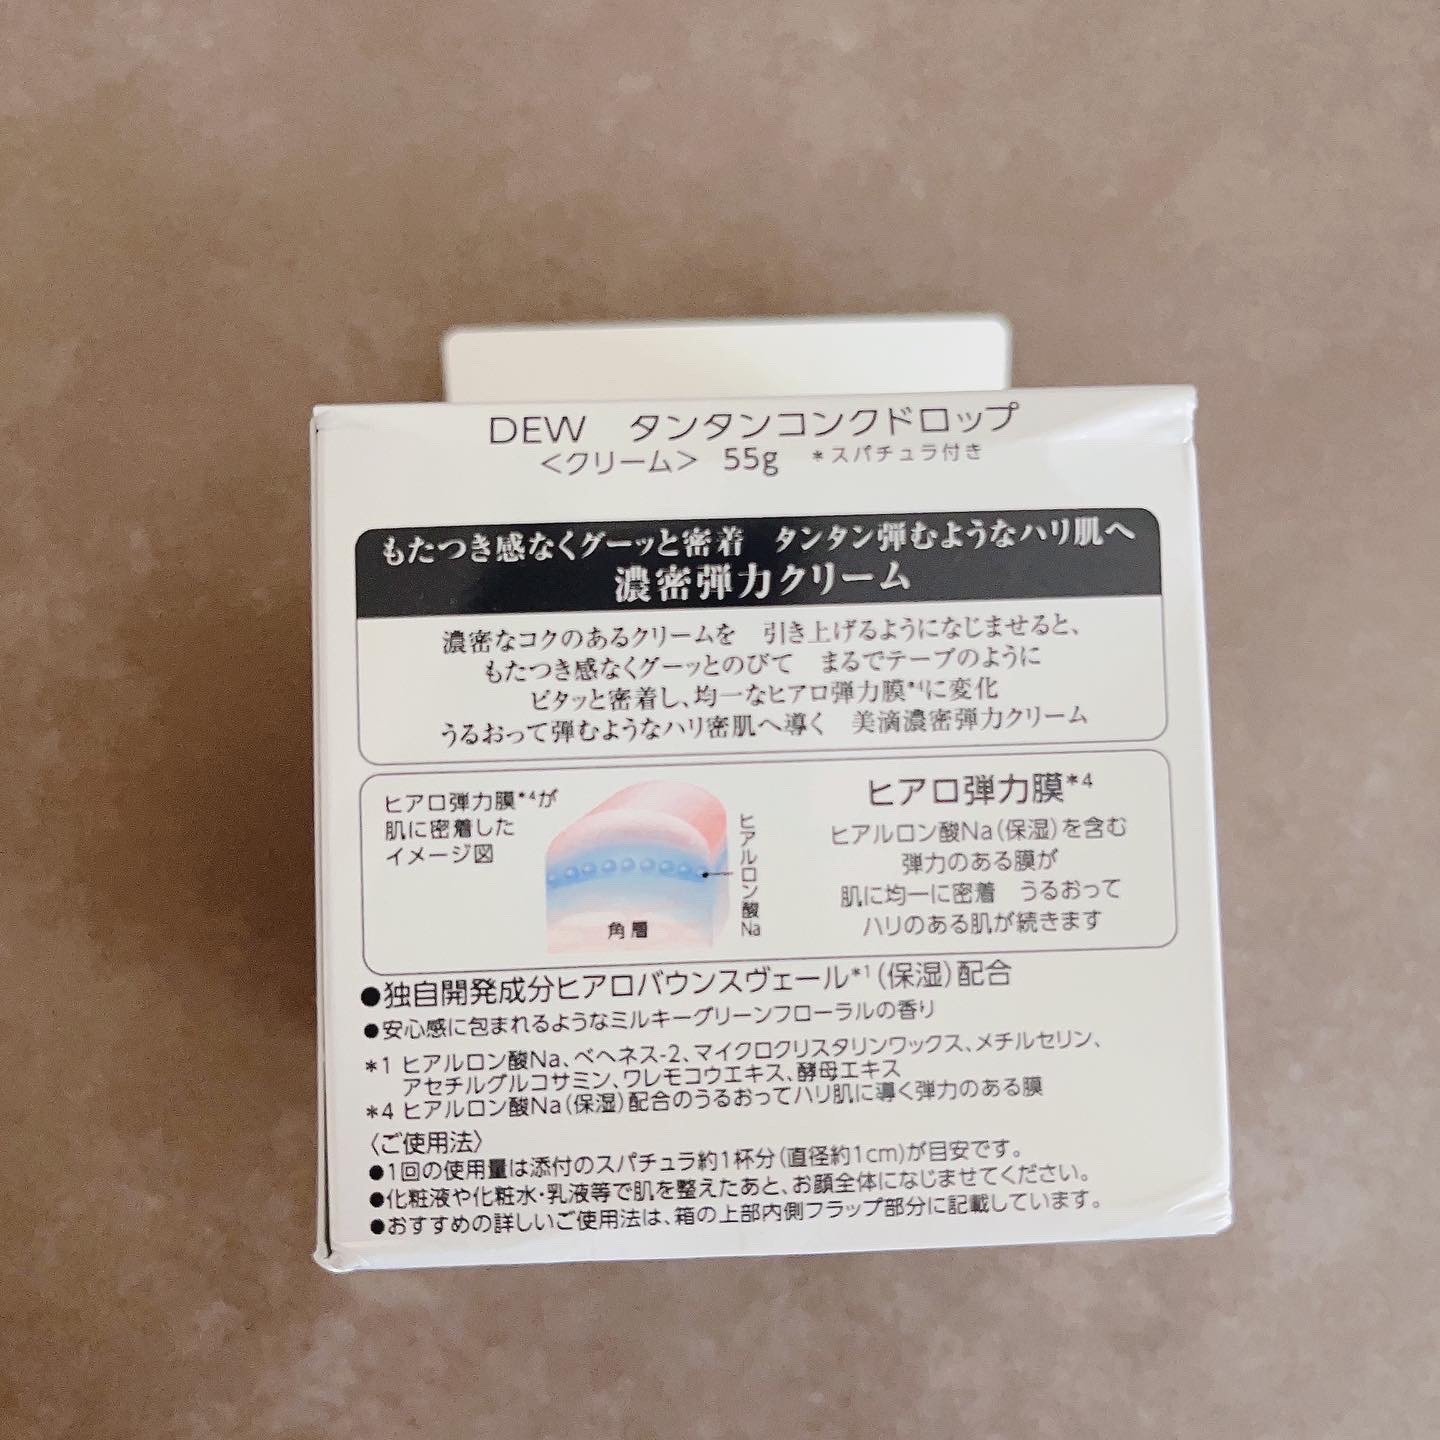 DEW タンタンコンクドロップ
＜クリーム＞ 55g ＊スパチュラ付き
もたつき感なくグーッと密着 タンタン弾むようなハリ肌へ
濃密弾力クリーム
濃密なコクのあるクリームを 引き上げるようになじませると、
もたつき感なくグーッとのびて まるでテープのように
ピタッと密着し、均一なヒアロ弾力膜*4に変化
うるおって弾むようなハリ密肌へ導く 美滴濃密弾力クリーム
ヒアロ弾力膜*4が
肌に密着した
イメージ図
ヒアルロン酸Na
角層
ヒアロ弾力膜*4
ヒアルロン酸Na(保湿)を含む
弾力のある膜が
肌に均一に密着 うるおって
ハリのある肌が続きます
●独自開発成分ヒアロバウンスヴェール*1(保湿)配合
●安心感に包まれるようなミルキーグリーンフローラルの香り
*1 ヒアルロン酸Na、ベヘネス-2、マイクロクリスタリンワックス、メチルセリン、
アセチルグルコサミン、ワレモコウエキス、酵母エキス
*4 ヒアルロン酸Na(保湿)配合のうるおってハリ肌に導く弾力のある膜
〈ご使用法〉
●1回の使用量は添付のスパチュラ約1杯分(直径約1cm)が目安です。
●化粧液や化粧水・乳液等で肌を整えたあと、お顔全体になじませてください。
●おすすめの詳しいご使用法は、箱の上部内側フラップ部分に記載しています。